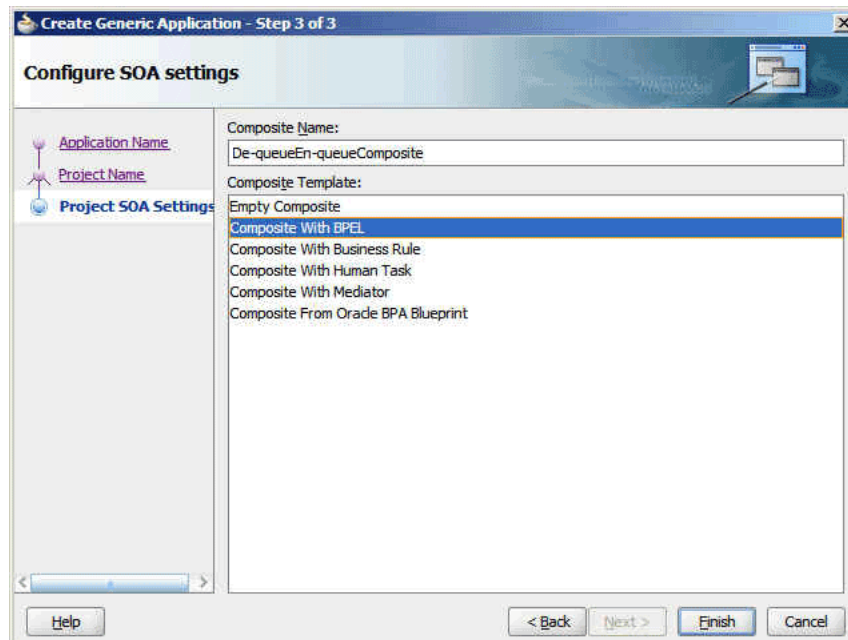 Create Generic Application - Step 3 of 3
Configure SOA settings
Application Name
Project Name
Project SOA Settings
Composite Name:
De-queueEn-queueComposite
Composite Template:
Empty Composite
Composite With BPEL
Composite With Business Rule
Composite With Human Task
Composite With Mediator
Composite From Oracle BPA Blueprint
Help
< Back
Next >
Finish
Cancel